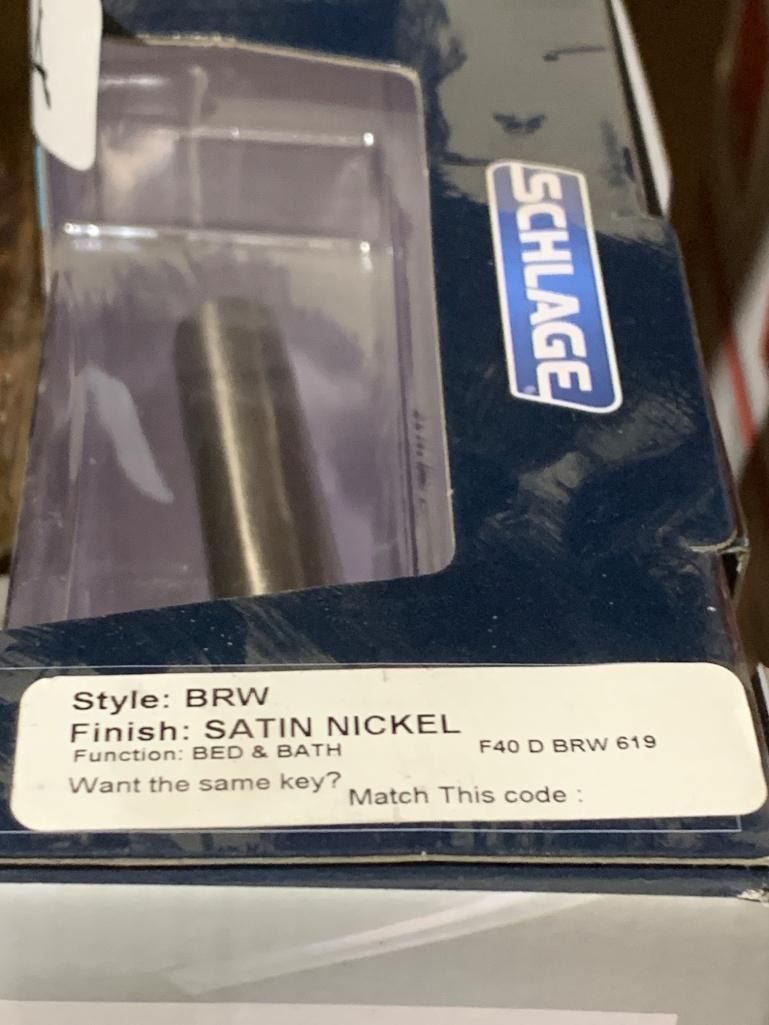 SCHLAGE
Style: BRW
Finish: SATIN NICKEL
Function: BED & BATH
F40 D BRW 619
Want the same key?
Match This code :